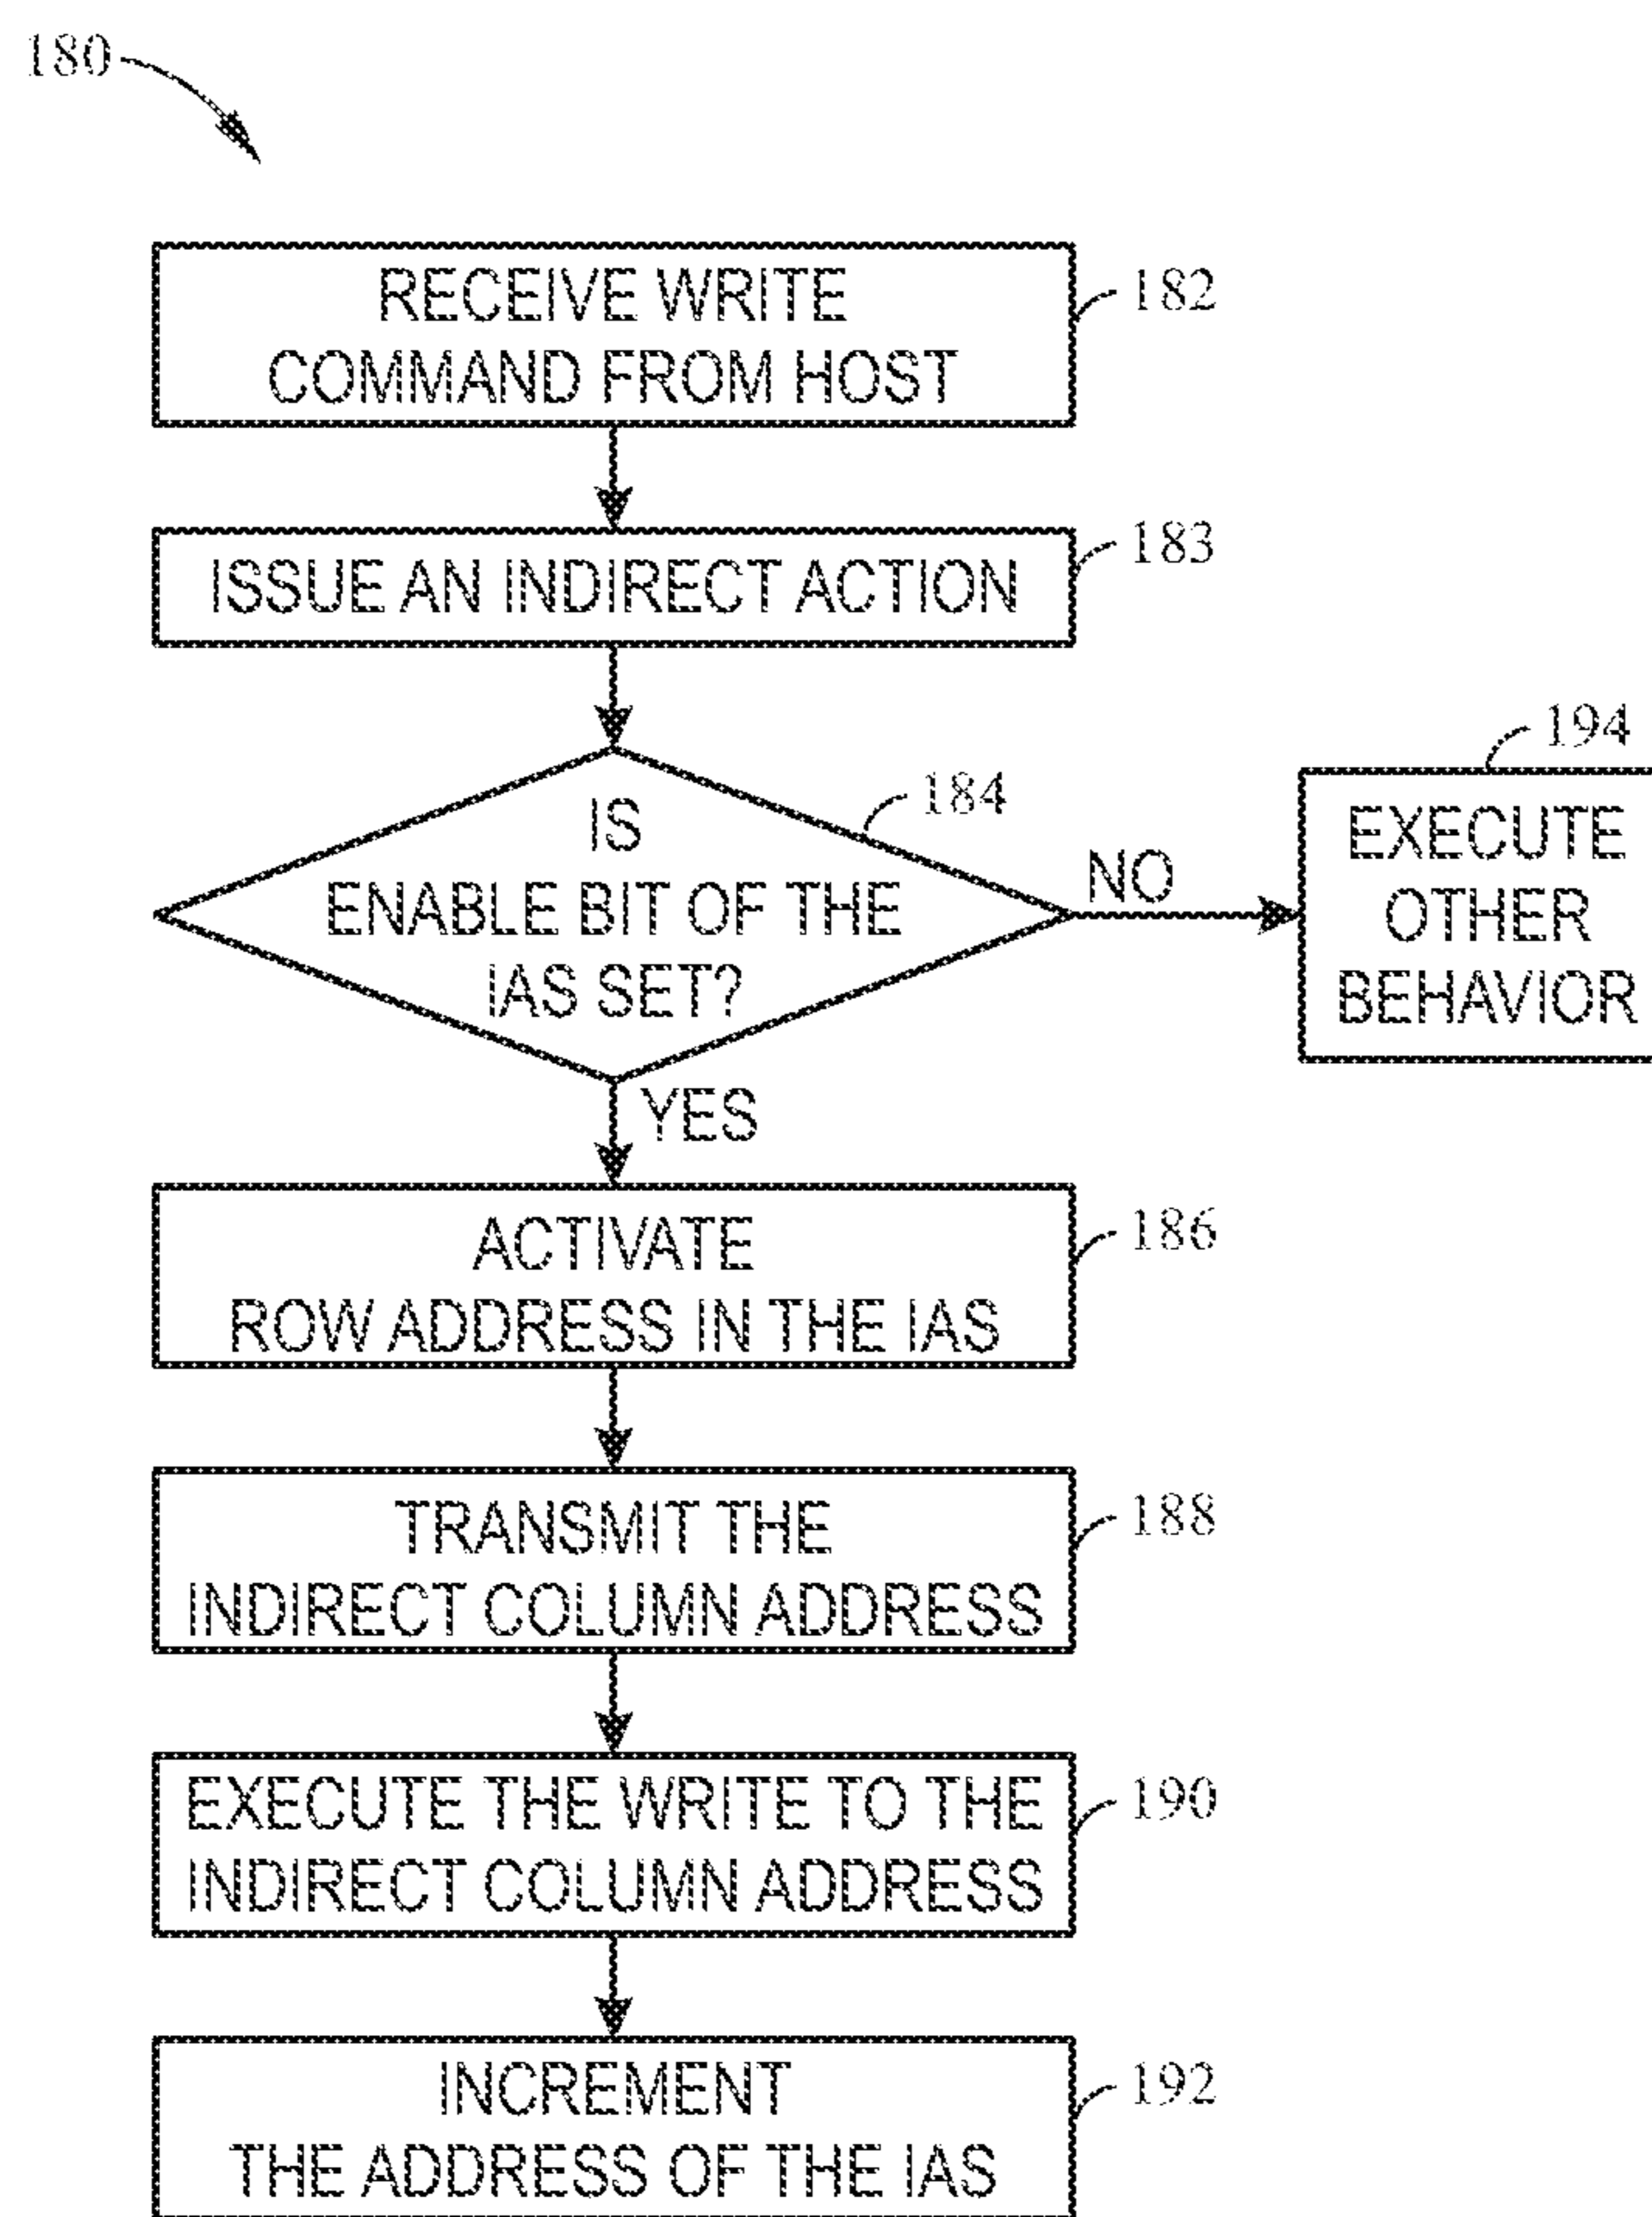 180
RECEIVE WRITE
COMMAND FROM HOST
182
ISSUE AN INDIRECT ACTION
183
IS
ENABLE BIT OF THE
IAS SET?
184
NO
194
EXECUTE
OTHER
BEHAVIOR
YES
ACTIVATE
ROW ADDRESS IN THE IAS
186
TRANSMIT THE
INDIRECT COLUMN ADDRESS
188
EXECUTE THE WRITE TO THE
INDIRECT COLUMN ADDRESS
190
INCREMENT
THE ADDRESS OF THE IAS
192